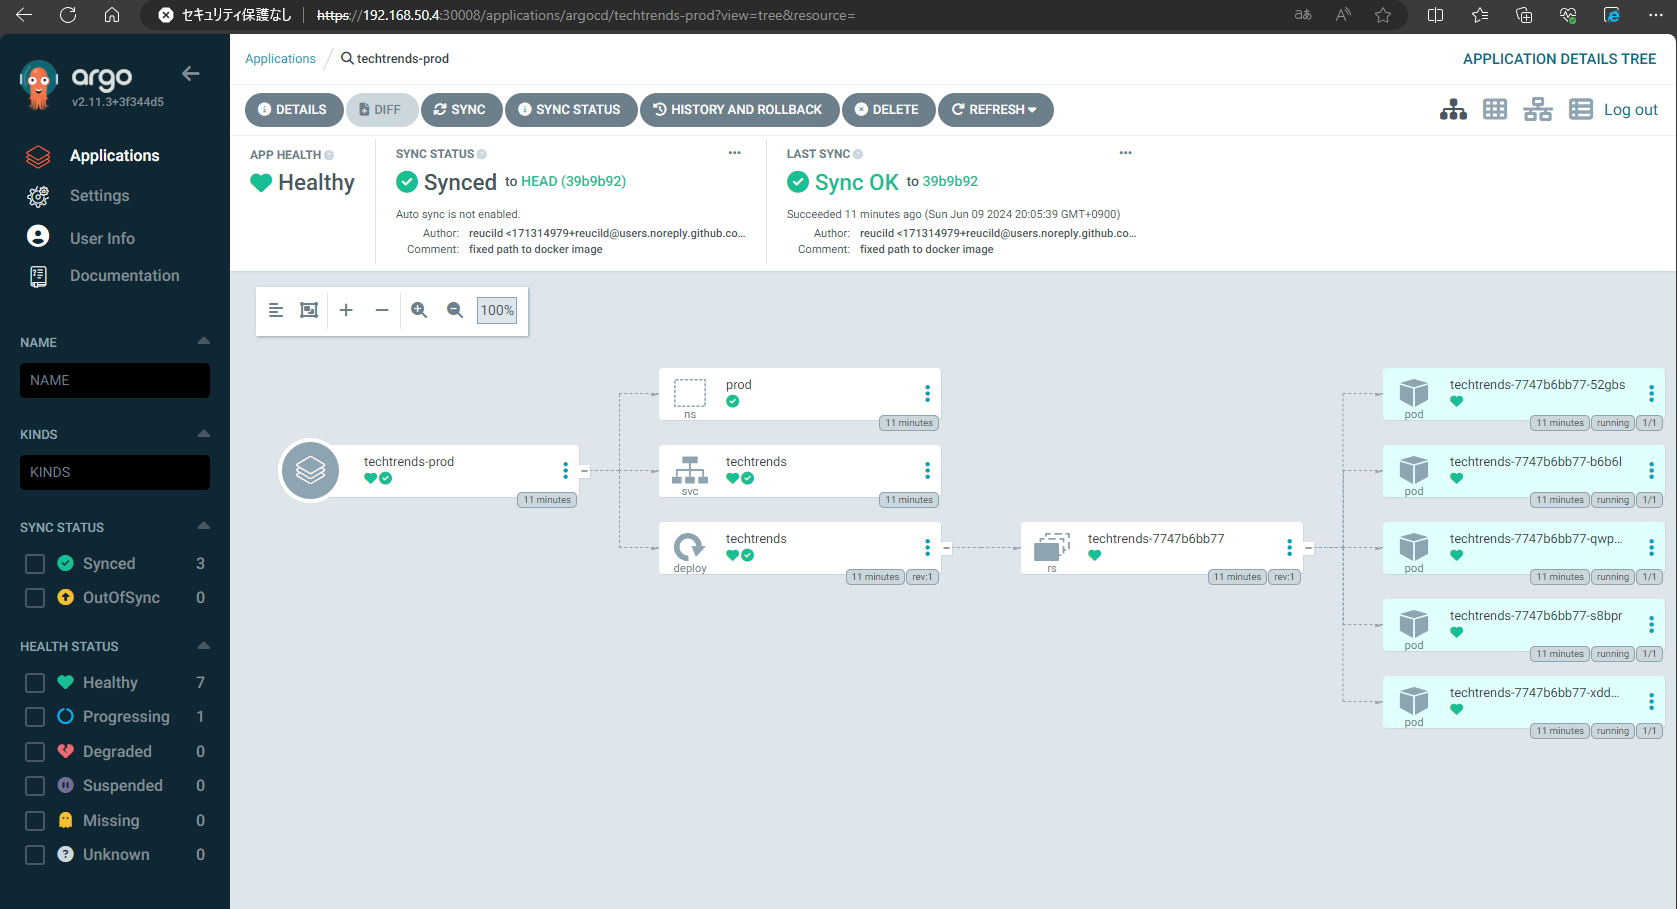 セキュリティ保護なし
https://192.168.50.4:30008/applications/argocd/techtrends-prod?view=tree&resource=
argo
v2.11.3+3f344d5
Applications
Settings
User Info
Documentation
NAME
NAME
KINDS
KINDS
SYNC STATUS
Synced 3
OutOfSync 0
HEALTH STATUS
Healthy 7
Progressing 1
Degraded 0
Suspended 0
Missing 0
Unknown 0
Applications / techtrends-prod
APPLICATION DETAILS TREE
DETAILS DIFF SYNC SYNC STATUS HISTORY AND ROLLBACK DELETE REFRESH
Log out
APP HEALTH
Healthy
SYNC STATUS
Synced to HEAD (39b9b92)
Auto sync is not enabled.
Author: reucild <171314979+reucild@users.noreply.github.co...
Comment: fixed path to docker image
LAST SYNC
Sync OK to 39b9b92
Succeeded 11 minutes ago (Sun Jun 09 2024 20:05:39 GMT+0900)
Author: reucild <171314979+reucild@users.noreply.github.co...
Comment: fixed path to docker image
100%
techtrends-prod
11 minutes
prod
ns
11 minutes
techtrends
svc
11 minutes
techtrends
deploy
11 minutes rev:1
techtrends-7747b6bb77
rs
11 minutes rev:1
techtrends-7747b6bb77-52gbs
pod
11 minutes running 1/1
techtrends-7747b6bb77-b6b6l
pod
11 minutes running 1/1
techtrends-7747b6bb77-qwp...
pod
11 minutes running 1/1
techtrends-7747b6bb77-s8bpr
pod
11 minutes running 1/1
techtrends-7747b6bb77-xdd...
pod
11 minutes running 1/1